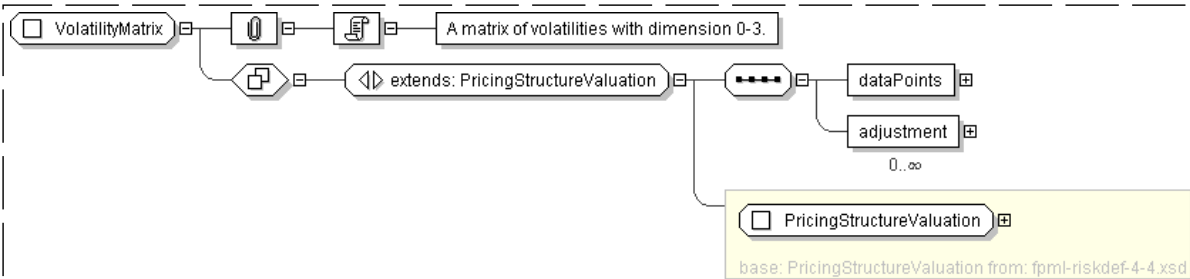 VolatilityMatrix
A matrix of volatilities with dimension 0-3.
extends: PricingStructureValuation
dataPoints
adjustment
0..∞
PricingStructureValuation
base: PricingStructureValuation from: fpml-riskdef-4-4.xsd